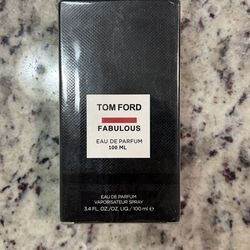 TOM FORD
FABULOUS
EAU DE PARFUM
100 ML
EAU DE PARFUM
VAPORISATEUR SPRAY
3.4 FL. OZ./OZ. LIQ. / 100 ml ℮